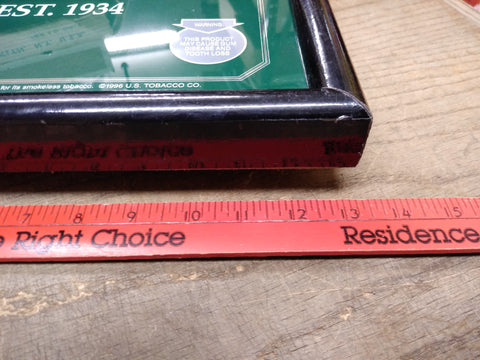 EST. 1934
WARNING
THIS PRODUCT
MAY CAUSE GUM
DISEASE AND
TOOTH LOSS
for its smokeless tobacco. ©1996 U.S. TOBACCO CO.
7 8 9 10 11 12 13 14 15
Right Choice Residence